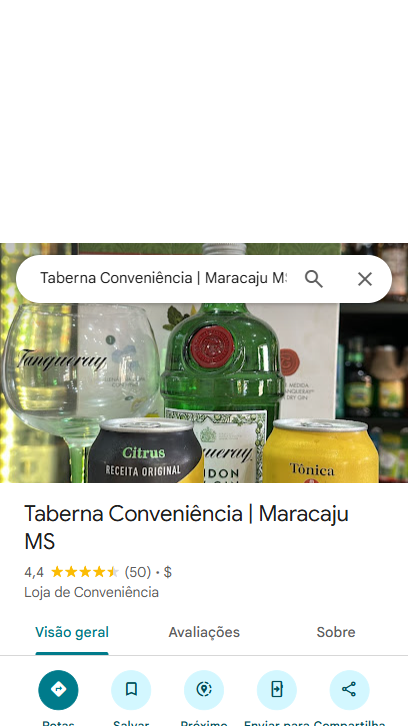 Taberna Conveniência | Maracaju MS
Tanqueray
Citrus
RECEITA ORIGINAL
Tônica
Taberna Conveniência | Maracaju
MS
4,4 (50) · $
Loja de Conveniência
Visão geral Avaliações Sobre
Rotas Salvar Próximo Enviar para Compartilha